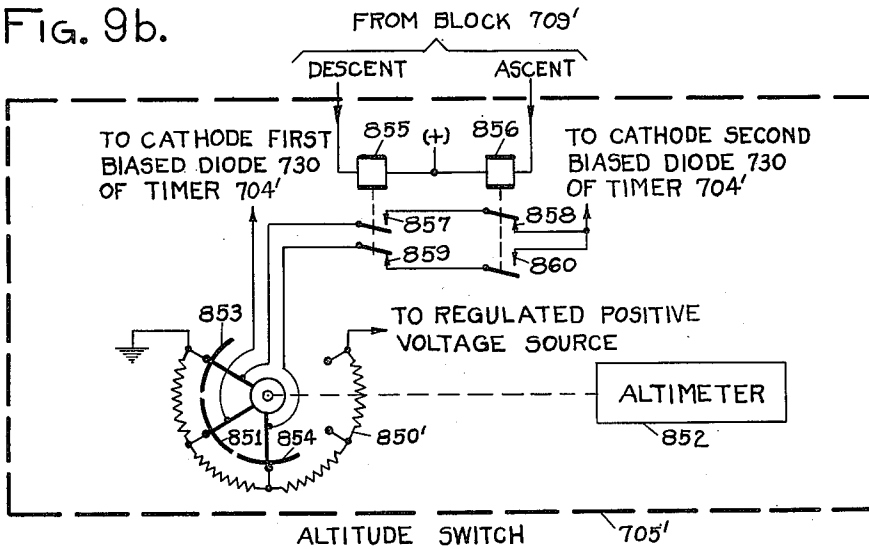 Fig. 9b.
FROM BLOCK 709'
DESCENT
ASCENT
TO CATHODE FIRST
BIASED DIODE 730
OF TIMER 704'
855
(+)
856
TO CATHODE SECOND
BIASED DIODE 730
OF TIMER 704'
857
858
859
860
853
TO REGULATED POSITIVE
VOLTAGE SOURCE
ALTIMETER
851
854
850'
852
ALTITUDE SWITCH
705'